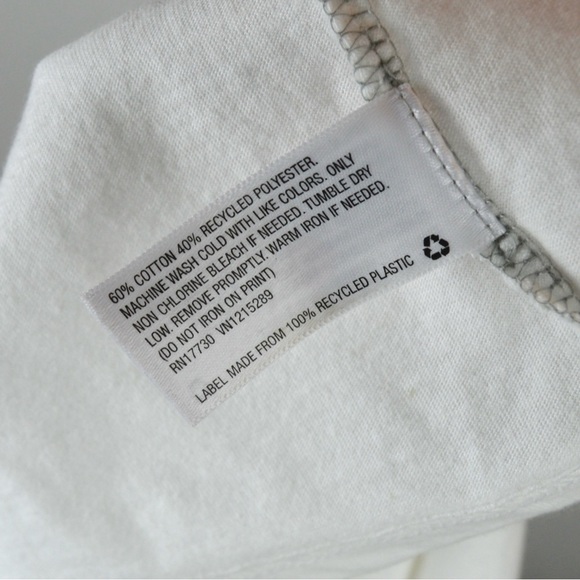 60% COTTON 40% RECYCLED POLYESTER.
MACHINE WASH COLD WITH LIKE COLORS. ONLY
NON CHLORINE BLEACH IF NEEDED. TUMBLE DRY
LOW. REMOVE PROMPTLY. WARM IRON IF NEEDED.
(DO NOT IRON ON PRINT)
RN17730 VN1215289
LABEL MADE FROM 100% RECYCLED PLASTIC